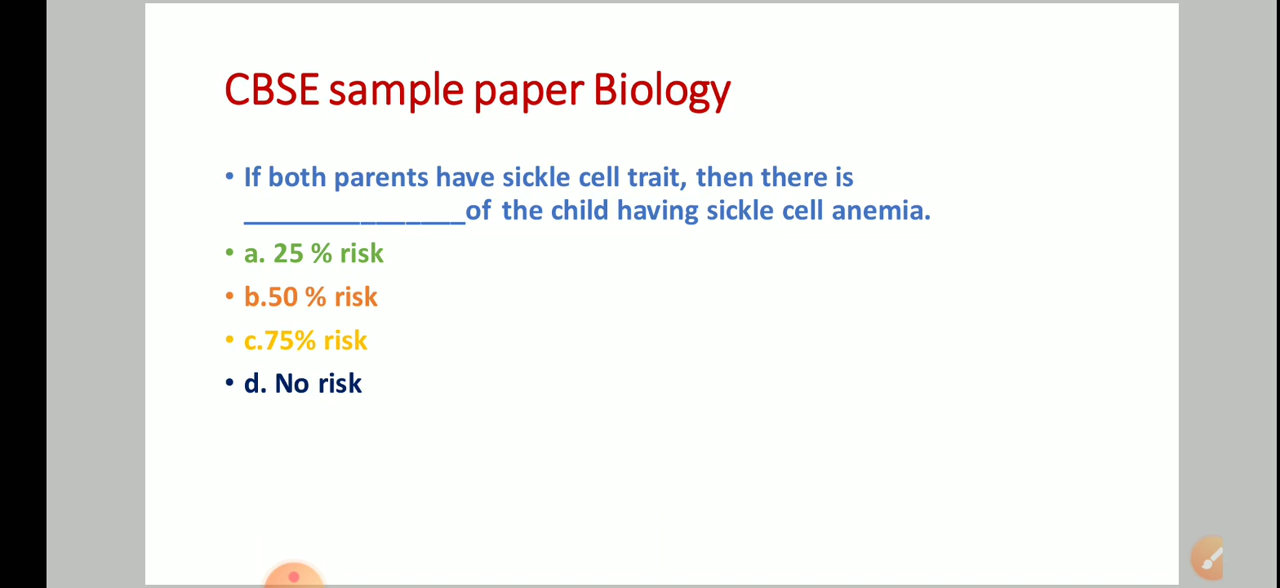 CBSE sample paper Biology
• If both parents have sickle cell trait, then there is
_______________of the child having sickle cell anemia.
• a. 25 % risk
• b.50 % risk
• c.75% risk
• d. No risk